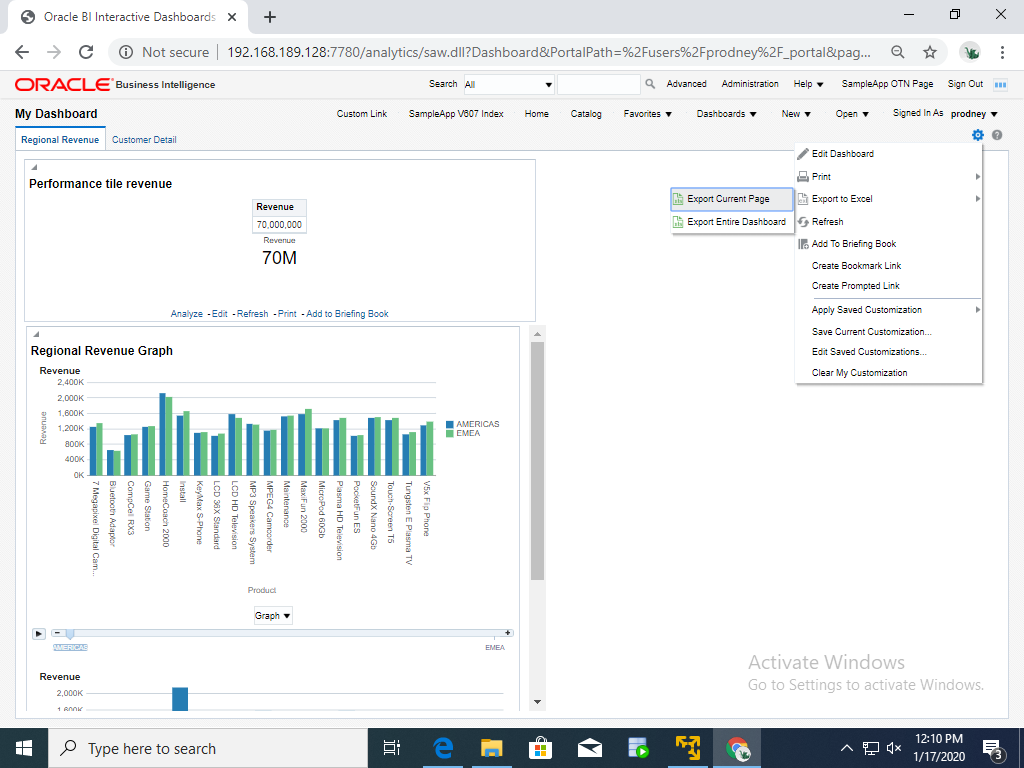 Oracle BI Interactive Dashboards
Not secure | 192.168.189.128:7780/analytics/saw.dll?Dashboard&PortalPath=%2Fusers%2Fprodney%2F_portal&pag...
ORACLE Business Intelligence
Search All Advanced Administration Help SampleApp OTN Page Sign Out
My Dashboard
Custom Link SampleApp V607 Index Home Catalog Favorites Dashboards New Open Signed In As prodney
Regional Revenue Customer Detail
Edit Dashboard
Print
Export to Excel
Refresh
Add To Briefing Book
Create Bookmark Link
Create Prompted Link
Apply Saved Customization
Save Current Customization...
Edit Saved Customizations...
Clear My Customization
Export Current Page
Export Entire Dashboard
Performance tile revenue
Revenue
70,000,000
Revenue
70M
Analyze - Edit - Refresh - Print - Add to Briefing Book
Regional Revenue Graph
Revenue
2,400K
2,000K
1,600K
1,200K
800K
400K
0K
Revenue
AMERICAS
EMEA
7 Megapixel Digital Cam...
Bluetooth Adaptor
CompCell RX3
Game Station
HomeCoach 2000
Install
KeyMax S-Phone
LCD 36X Standard
LCD HD Television
MP3 Speakers System
MPEG4 Camcorder
Maintenance
MaxiFun 2000
MicroPod 60Gb
Plasma HD Television
PocketFun ES
SoundX Nano 4Gb
Touch-Screen T5
Tungsten E Plasma TV
V5x Flip Phone
Product
Graph
AMERICAS EMEA
Revenue
2,000K
1,600K
Activate Windows
Go to Settings to activate Windows.
Type here to search
12:10 PM
1/17/2020
3